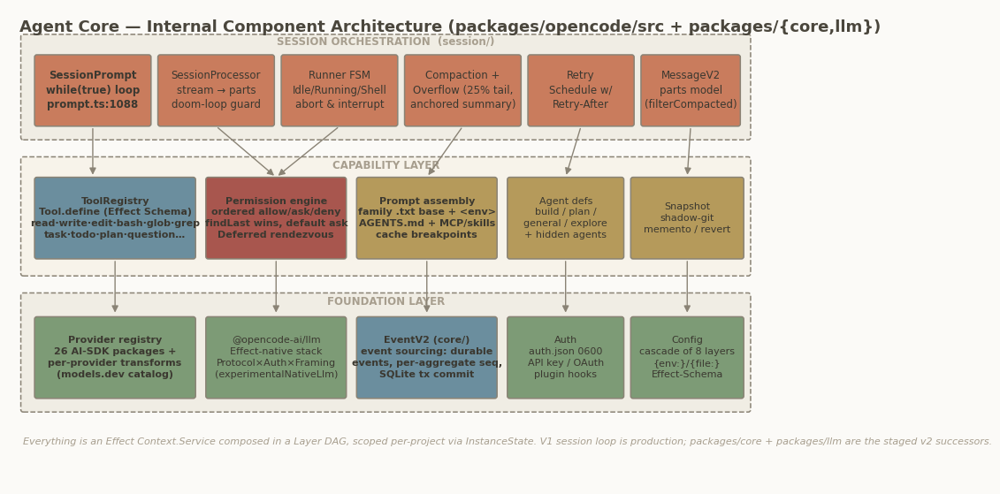 Agent Core — Internal Component Architecture (packages/opencode/src + packages/{core,llm})
SESSION ORCHESTRATION (session/)
SessionPrompt
while(true) loop
prompt.ts:1088
SessionProcessor
stream → parts
doom-loop guard
Runner FSM
Idle/Running/Shell
abort & interrupt
Compaction +
Overflow (25% tail,
anchored summary)
Retry
Schedule w/
Retry-After
MessageV2
parts model
(filterCompacted)
CAPABILITY LAYER
ToolRegistry
Tool.define (Effect Schema)
read·write·edit·bash·glob·grep
task·todo·plan·question…
Permission engine
ordered allow/ask/deny
findLast wins, default ask
Deferred rendezvous
Prompt assembly
family .txt base + <env>
AGENTS.md + MCP/skills
cache breakpoints
Agent defs
build / plan /
general / explore
+ hidden agents
Snapshot
shadow-git
memento / revert
FOUNDATION LAYER
Provider registry
26 AI-SDK packages +
per-provider transforms
(models.dev catalog)
@opencode-ai/llm
Effect-native stack
Protocol×Auth×Framing
(experimentalNativeLlm)
EventV2 (core/)
event sourcing: durable
events, per-aggregate seq,
SQLite tx commit
Auth
auth.json 0600
API key / OAuth
plugin hooks
Config
cascade of 8 layers
{env:}/{file:}
Effect-Schema
Everything is an Effect Context.Service composed in a Layer DAG, scoped per-project via InstanceState. V1 session loop is production; packages/core + packages/llm are the staged v2 successors.